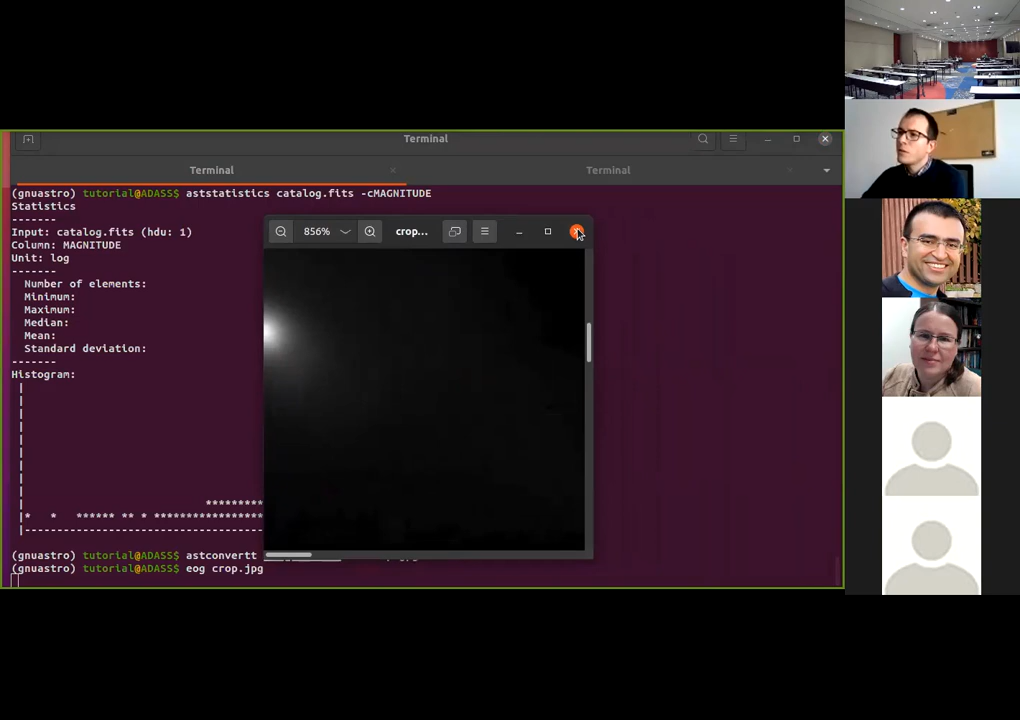 Terminal
Terminal
Terminal
(gnuastro) tutorial@ADASS$ aststatistics catalog.fits -cMAGNITUDE
Statistics
-------
Input: catalog.fits (hdu: 1)
Column: MAGNITUDE
Unit: log
-------
Number of elements:
Minimum:
Maximum:
Median:
Mean:
Standard deviation:
-------
Histogram:
856%
crop...
(gnuastro) tutorial@ADASS$ astconvertt
(gnuastro) tutorial@ADASS$ eog crop.jpg